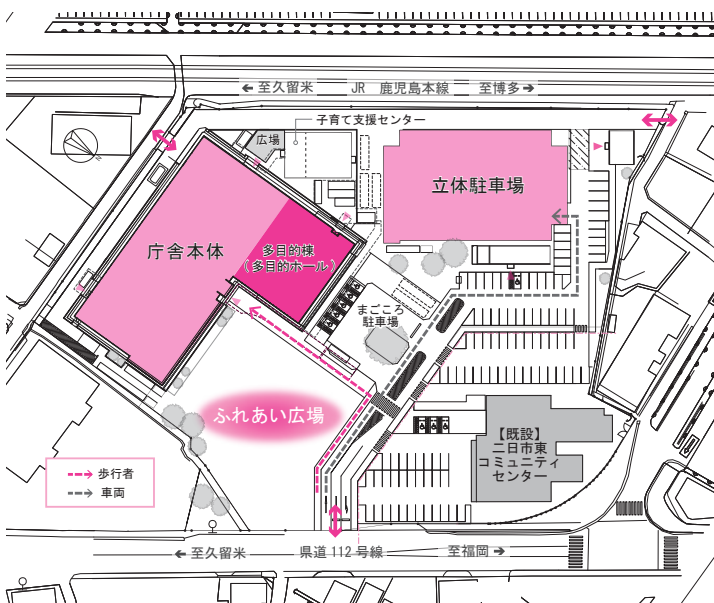 ←至久留米 JR 鹿児島本線 至博多→
子育て支援センター
広場
立体駐車場
庁舎本体
多目的棟
(多目的ホール)
まごころ
駐車場
ふれあい広場
【既設】
二日市東
コミュニティ
センター
歩行者
車両
←至久留米 県道112号線 至福岡→